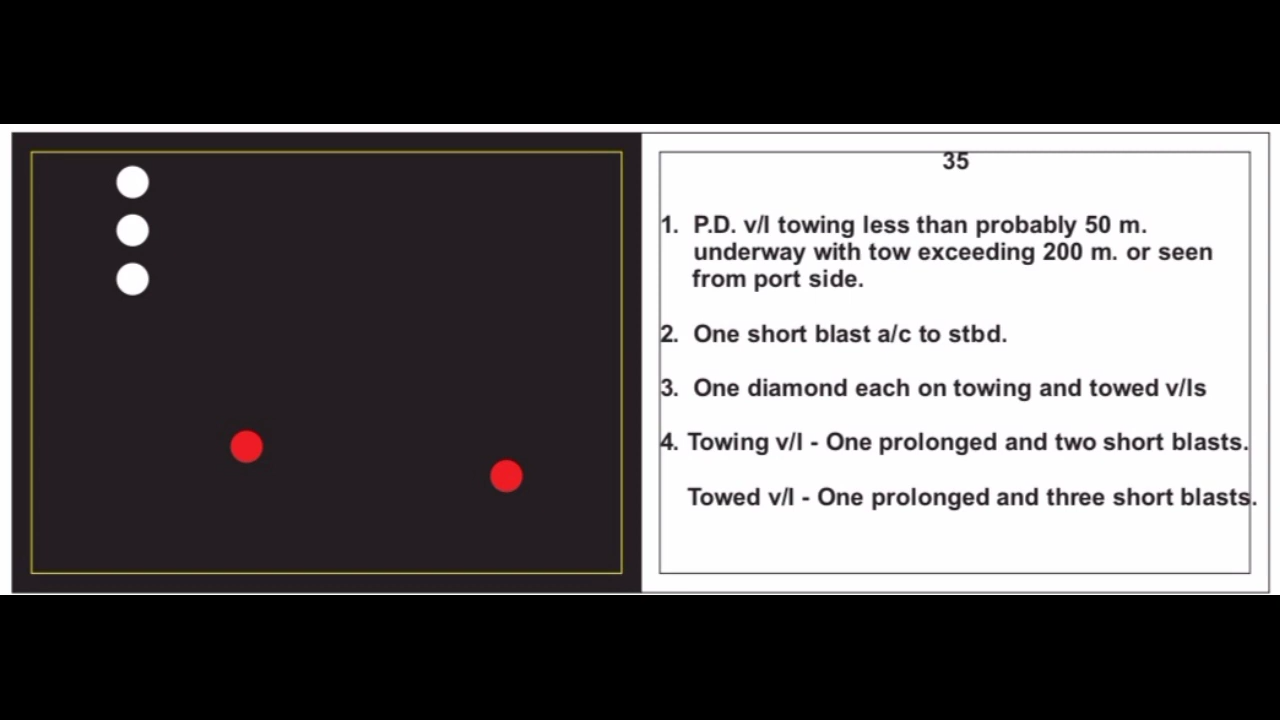 35
1. P.D. v/l towing less than probably 50 m.
underway with tow exceeding 200 m. or seen
from port side.
2. One short blast a/c to stbd.
3. One diamond each on towing and towed v/ls
4. Towing v/l - One prolonged and two short blasts.
Towed v/l - One prolonged and three short blasts.